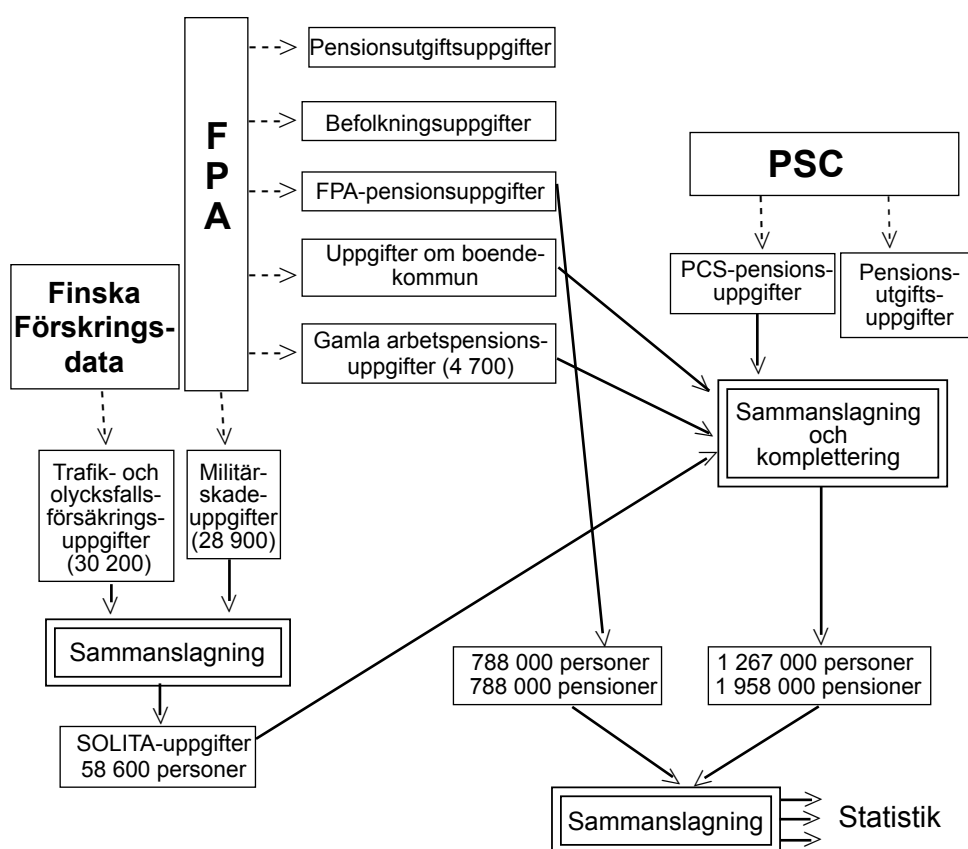 Pensionsutgiftsuppgifter
F
P
A
Befolkningsuppgifter
FPA-pensionsuppgifter
PSC
Uppgifter om boende-
kommun
PCS-pensions-
uppgifter
Pensions-
utgifts-
uppgifter
Finska
Förskrings-
data
Gamla arbetspensions-
uppgifter (4 700)
Sammanslagning
och
komplettering
Trafik- och
olycksfalls-
försäkrings-
uppgifter
(30 200)
Militär-
skade-
uppgifter
(28 900)
Sammanslagning
788 000 personer
788 000 pensioner
1 267 000 personer
1 958 000 pensioner
SOLITA-uppgifter
58 600 personer
Sammanslagning
Statistik